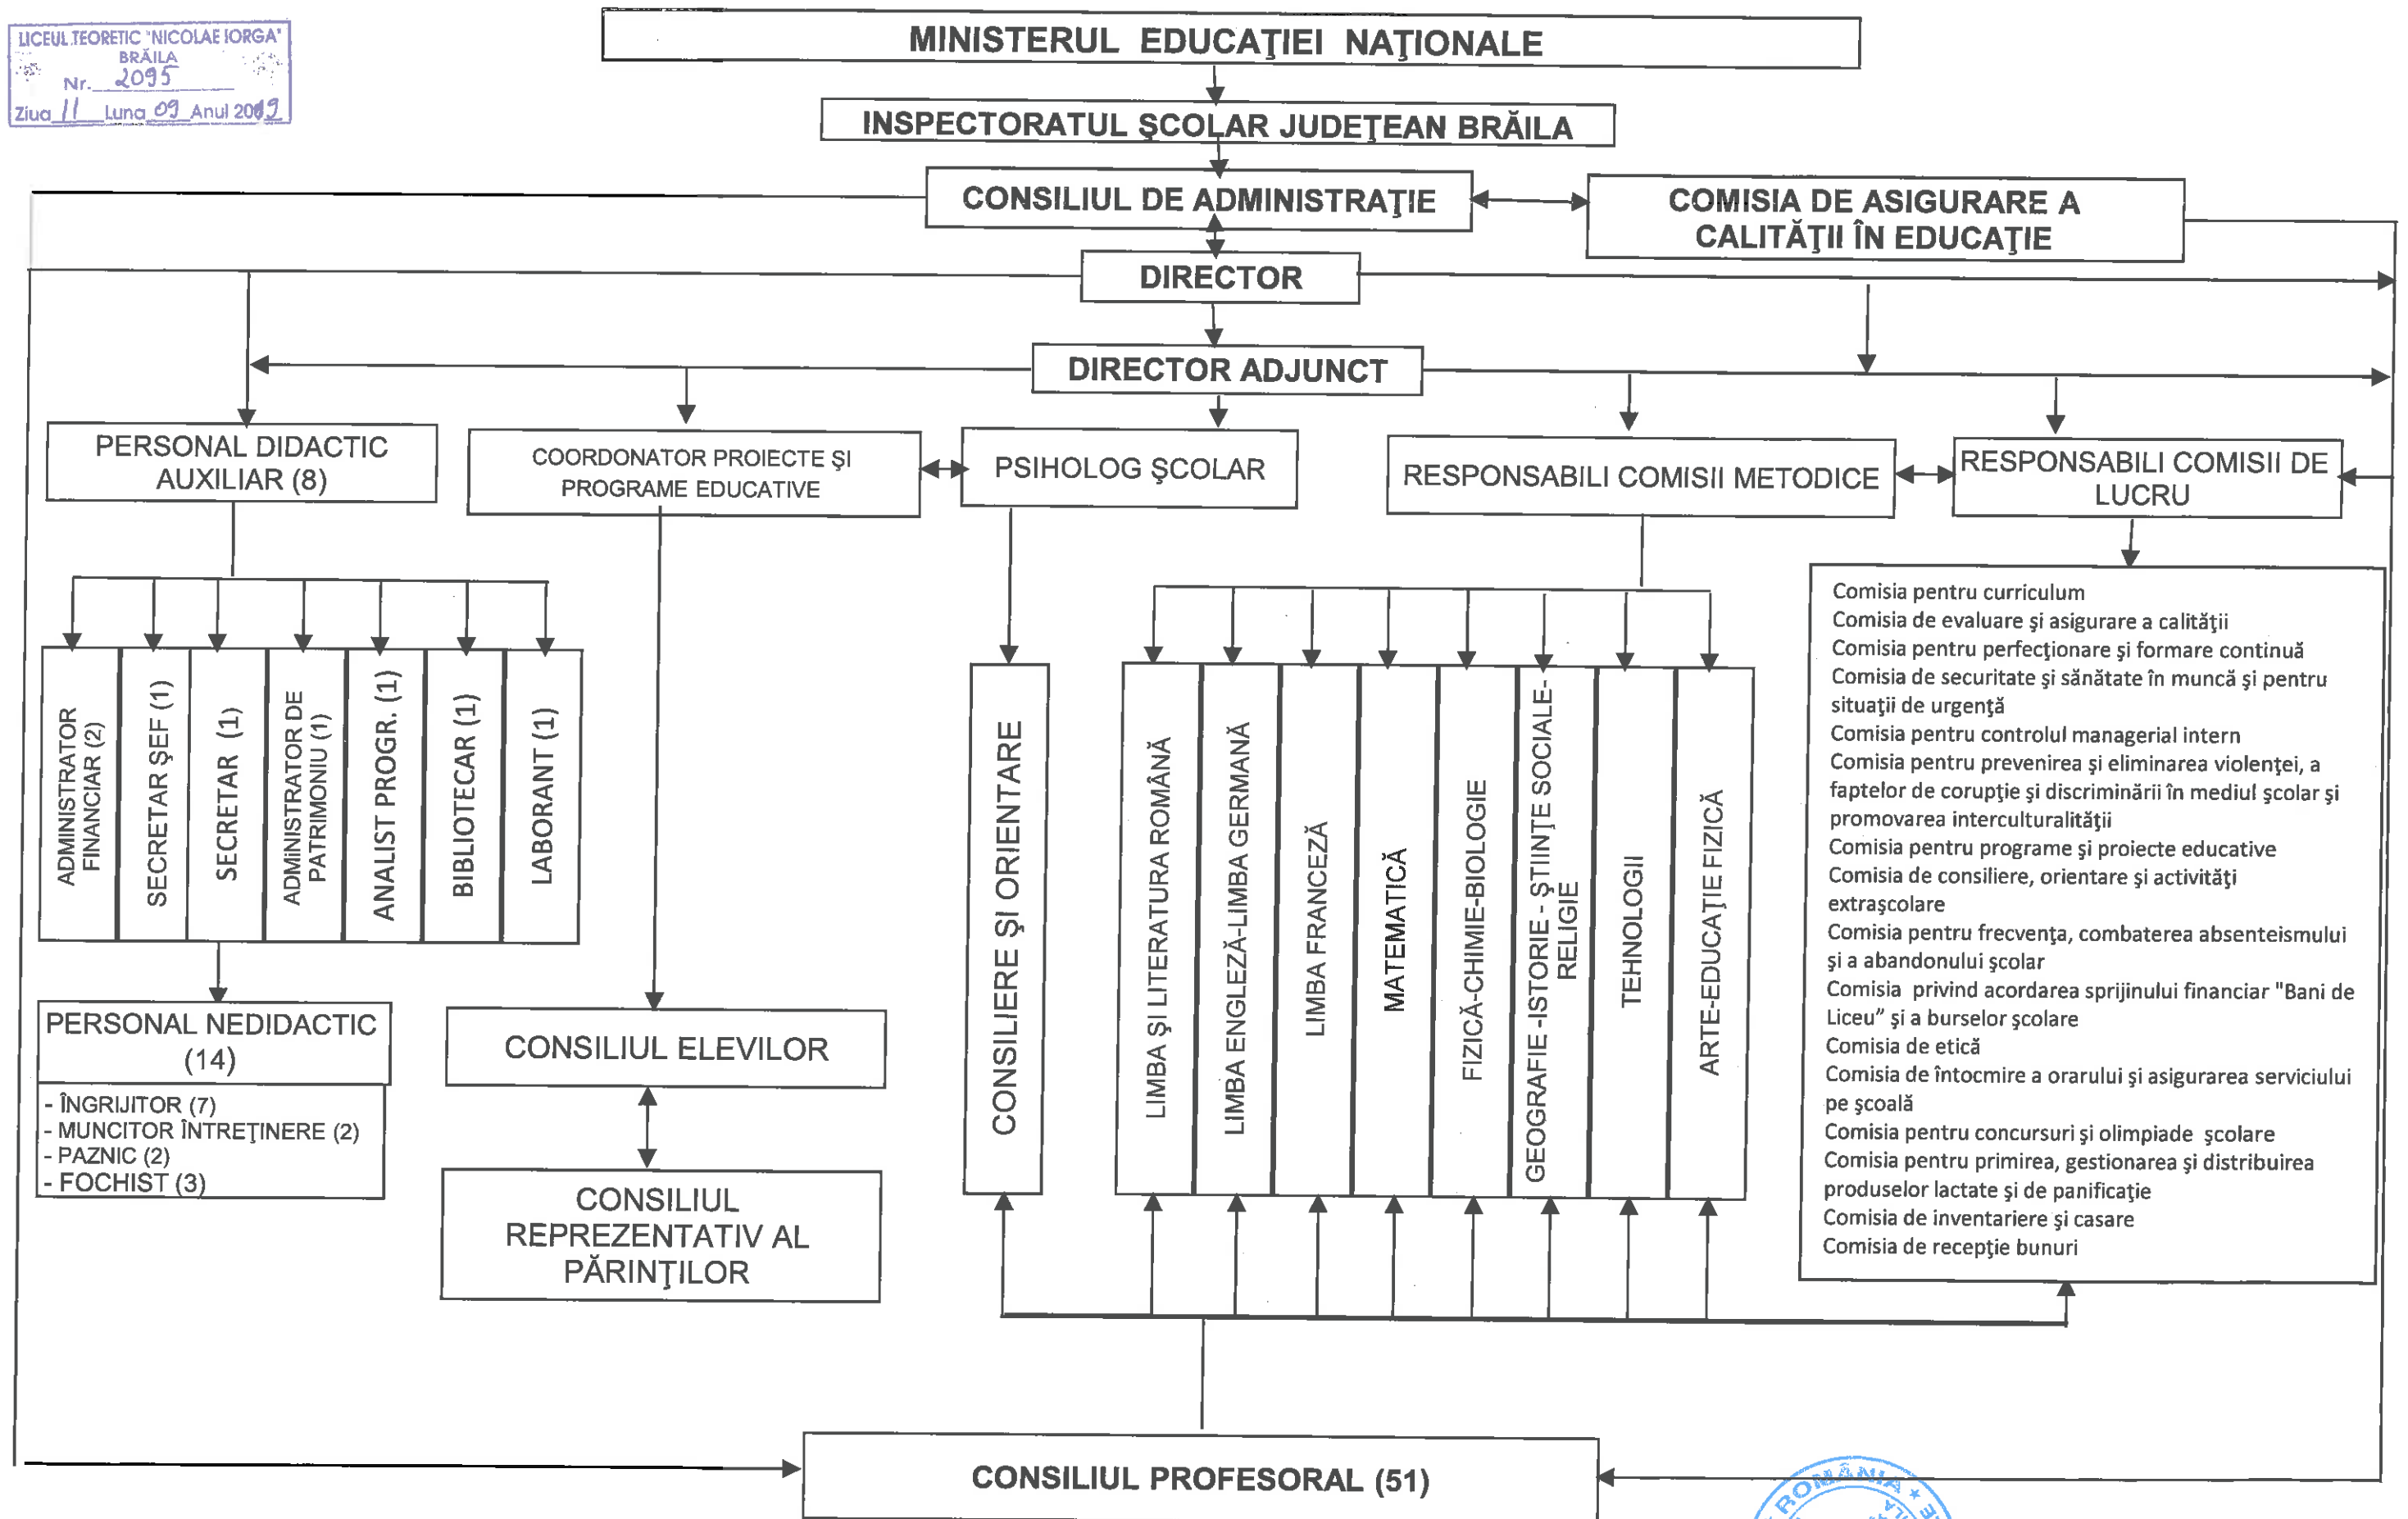 LICEUL TEORETIC "NICOLAE IORGA"
BRĂILA
Nr. 2095
Ziua 11 Luna 09 Anul 2019
MINISTERUL EDUCAŢIEI NAŢIONALE
INSPECTORATUL ŞCOLAR JUDEŢEAN BRĂILA
CONSILIUL DE ADMINISTRAŢIE
COMISIA DE ASIGURARE A
CALITĂŢII ÎN EDUCAŢIE
DIRECTOR
DIRECTOR ADJUNCT
PERSONAL DIDACTIC
AUXILIAR (8)
COORDONATOR PROIECTE ŞI
PROGRAME EDUCATIVE
PSIHOLOG ŞCOLAR
RESPONSABILI COMISII METODICE
RESPONSABILI COMISII DE
LUCRU
ADMINISTRATOR
FINANCIAR (2)
SECRETAR ŞEF (1)
SECRETAR (1)
ADMINISTRATOR DE
PATRIMONIU (1)
ANALIST PROGR. (1)
BIBLIOTECAR (1)
LABORANT (1)
PERSONAL NEDIDACTIC
(14)
- ÎNGRIJITOR (7)
- MUNCITOR ÎNTREŢINERE (2)
- PAZNIC (2)
- FOCHIST (3)
CONSILIUL ELEVILOR
CONSILIUL
REPREZENTATIV AL
PĂRINŢILOR
CONSILIERE ŞI ORIENTARE
LIMBA ŞI LITERATURA ROMÂNĂ
LIMBA ENGLEZĂ-LIMBA GERMANĂ
LIMBA FRANCEZĂ
MATEMATICĂ
FIZICĂ-CHIMIE-BIOLOGIE
GEOGRAFIE -ISTORIE - ŞTIINŢE SOCIALE-
RELIGIE
TEHNOLOGII
ARTE-EDUCAŢIE FIZICĂ
Comisia pentru curriculum
Comisia de evaluare şi asigurare a calităţii
Comisia pentru perfecţionare şi formare continuă
Comisia de securitate şi sănătate în muncă şi pentru
situaţii de urgenţă
Comisia pentru controlul managerial intern
Comisia pentru prevenirea şi eliminarea violenţei, a
faptelor de corupţie şi discriminării în mediul şcolar şi
promovarea interculturalităţii
Comisia pentru programe şi proiecte educative
Comisia de consiliere, orientare şi activităţi
extraşcolare
Comisia pentru frecvenţa, combaterea absenteismului
şi a abandonului şcolar
Comisia privind acordarea sprijinului financiar "Bani de
Liceu” şi a burselor şcolare
Comisia de etică
Comisia de întocmire a orarului şi asigurarea serviciului
pe şcoală
Comisia pentru concursuri şi olimpiade şcolare
Comisia pentru primirea, gestionarea şi distribuirea
produselor lactate şi de panificaţie
Comisia de inventariere şi casare
Comisia de recepţie bunuri
CONSILIUL PROFESORAL (51)
ROMÂNIA